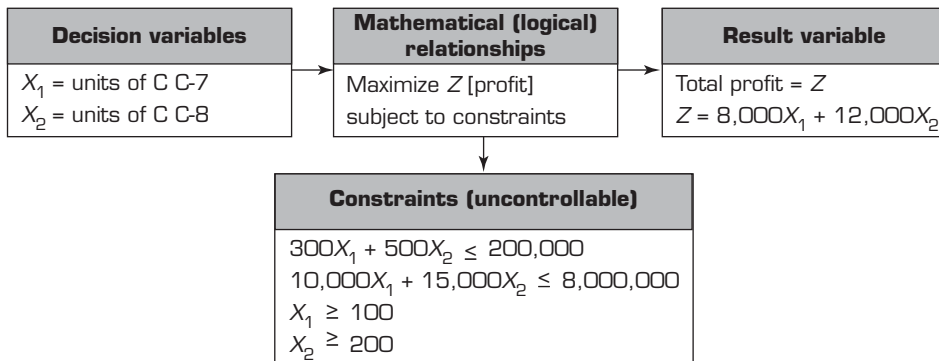 Decision variables
X₁ = units of C C-7
X₂ = units of C C-8
Mathematical (logical)
relationships
Maximize Z [profit]
subject to constraints
Result variable
Total profit = Z
Z = 8,000X₁ + 12,000X₂
Constraints (uncontrollable)
300X₁ + 500X₂ ≤ 200,000
10,000X₁ + 15,000X₂ ≤ 8,000,000
X₁ ≥ 100
X₂ ≥ 200